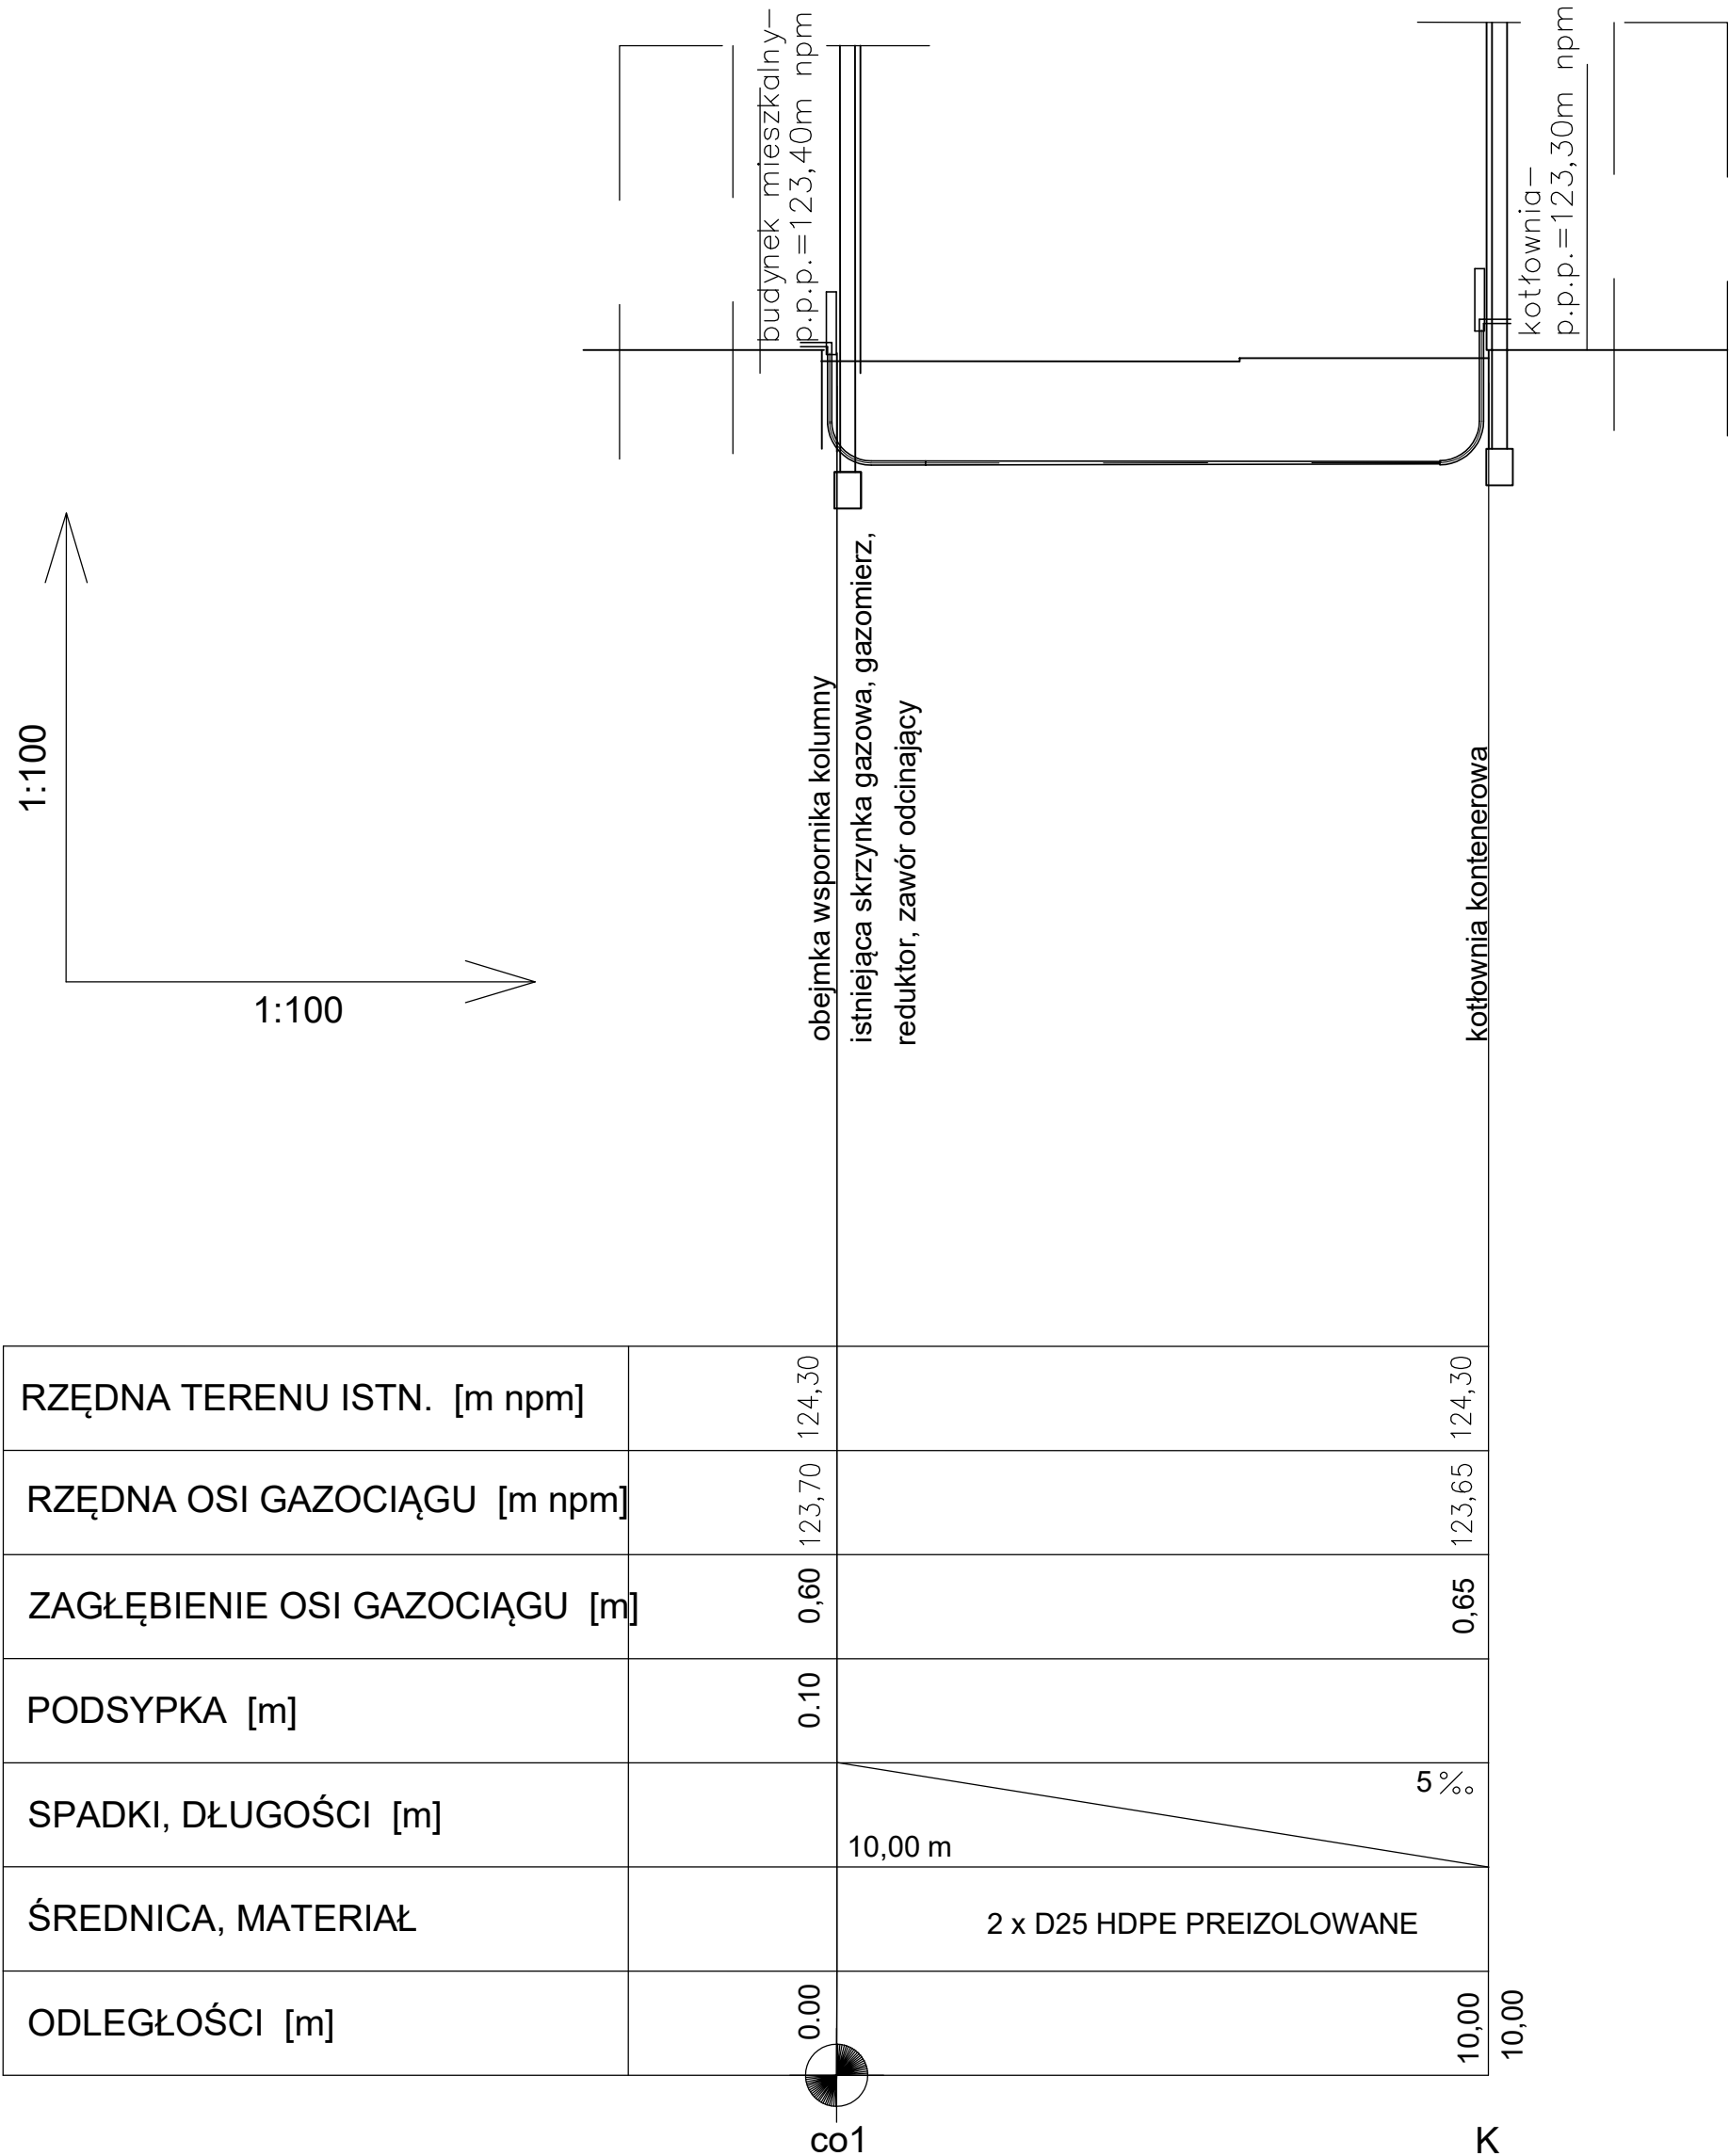 budynek mieszkalny–
p.p.p.=123,40m npm
kotłownia–
p.p.p.=123,30m npm
1:100
1:100
obejmka wspornika kolumny
istniejąca skrzynka gazowa, gazomierz,
reduktor, zawór odcinający
kotłownia kontenerowa
RZĘDNA TERENU ISTN. [m npm] 124,30 124,30
RZĘDNA OSI GAZOCIĄGU [m npm] 123,70 123,65
ZAGŁĘBIENIE OSI GAZOCIĄGU [m] 0,60 0,65
PODSYPKA [m] 0.10
SPADKI, DŁUGOŚCI [m] 10,00 m 5‰
ŚREDNICA, MATERIAŁ 2 x D25 HDPE PREIZOLOWANE
ODLEGŁOŚCI [m] 0.00 10,00 10,00
co1 K